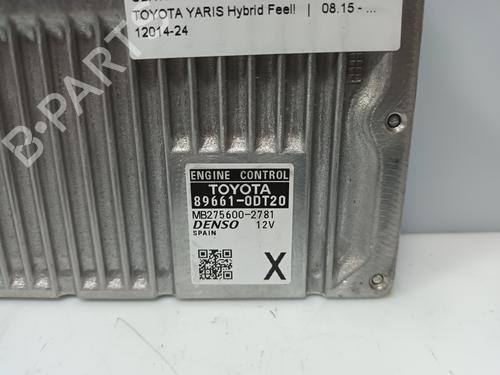 TOYOTA YARIS Hybrid Feel! | 08.15 - ...
12014-24
B-PARTS
ENGINE CONTROL
TOYOTA
89661-0DT20
MB275600-2781
DENSO 12V
SPAIN
X